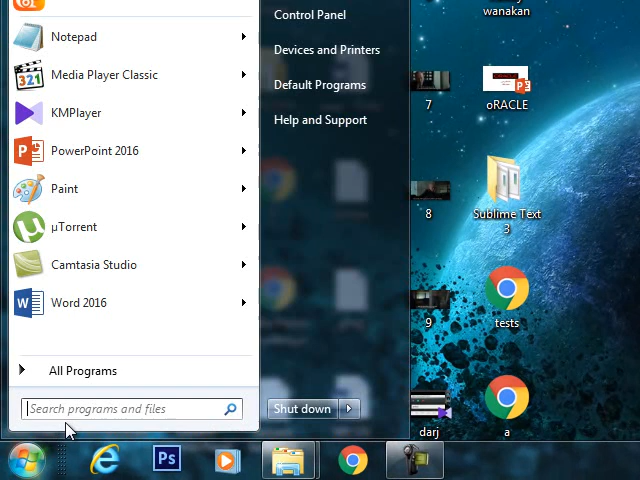 Notepad
Media Player Classic
KMPlayer
PowerPoint 2016
Paint
µTorrent
Camtasia Studio
Word 2016
All Programs
Search programs and files
Control Panel
Devices and Printers
Default Programs
Help and Support
Shut down
7
8
9
darj
wanakan
oRACLE
Sublime Text
3
tests
a
Ps